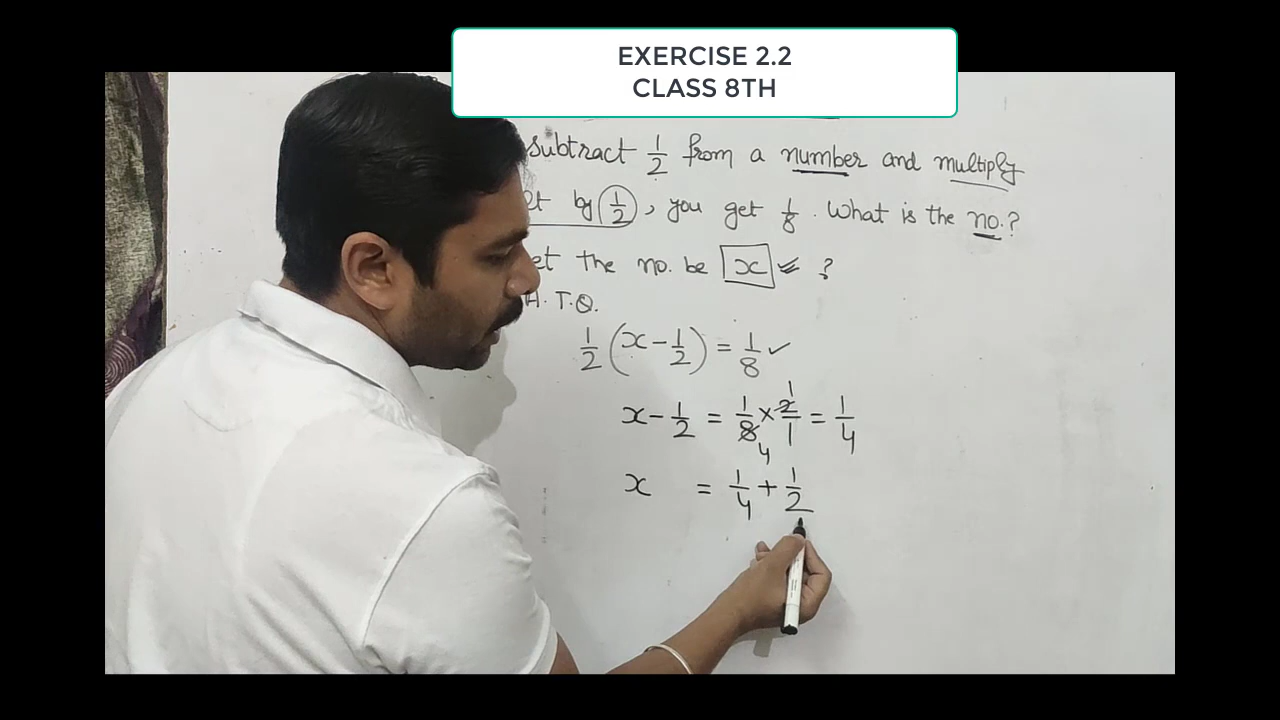 EXERCISE 2.2
CLASS 8TH
subtract 1/2 from a number and multiply
lt by 1/2, you get 1/8. What is the no.?
et the no. be x ?
A. T.Q.
1/2 (x - 1/2) = 1/8
x - 1/2 = 1/8 × 2/1 = 1/4
x = 1/4 + 1/2